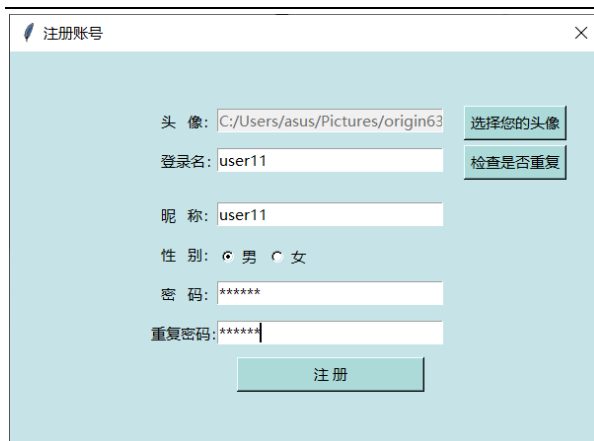 注册账号
头 像: C:/Users/asus/Pictures/origin63 选择您的头像
登录名: user11 检查是否重复
昵 称: user11
性 别: 男 女
密 码: ******
重复密码: ******
注 册